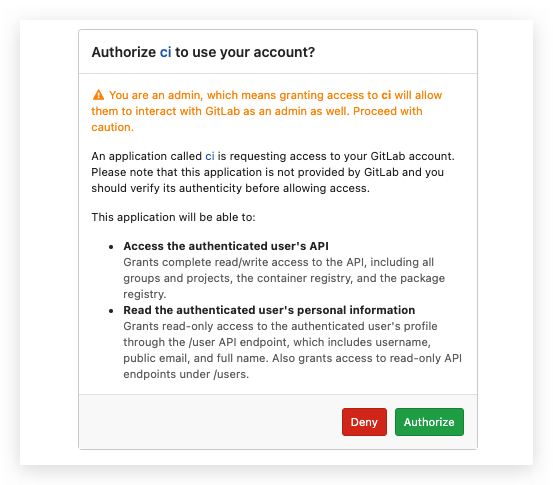 Authorize ci to use your account?
You are an admin, which means granting access to ci will allow
them to interact with GitLab as an admin as well. Proceed with
caution.
An application called ci is requesting access to your GitLab account.
Please note that this application is not provided by GitLab and you
should verify its authenticity before allowing access.
This application will be able to:
• Access the authenticated user's API
Grants complete read/write access to the API, including all
groups and projects, the container registry, and the package
registry.
• Read the authenticated user's personal information
Grants read-only access to the authenticated user's profile
through the /user API endpoint, which includes username,
public email, and full name. Also grants access to read-only API
endpoints under /users.
Deny Authorize